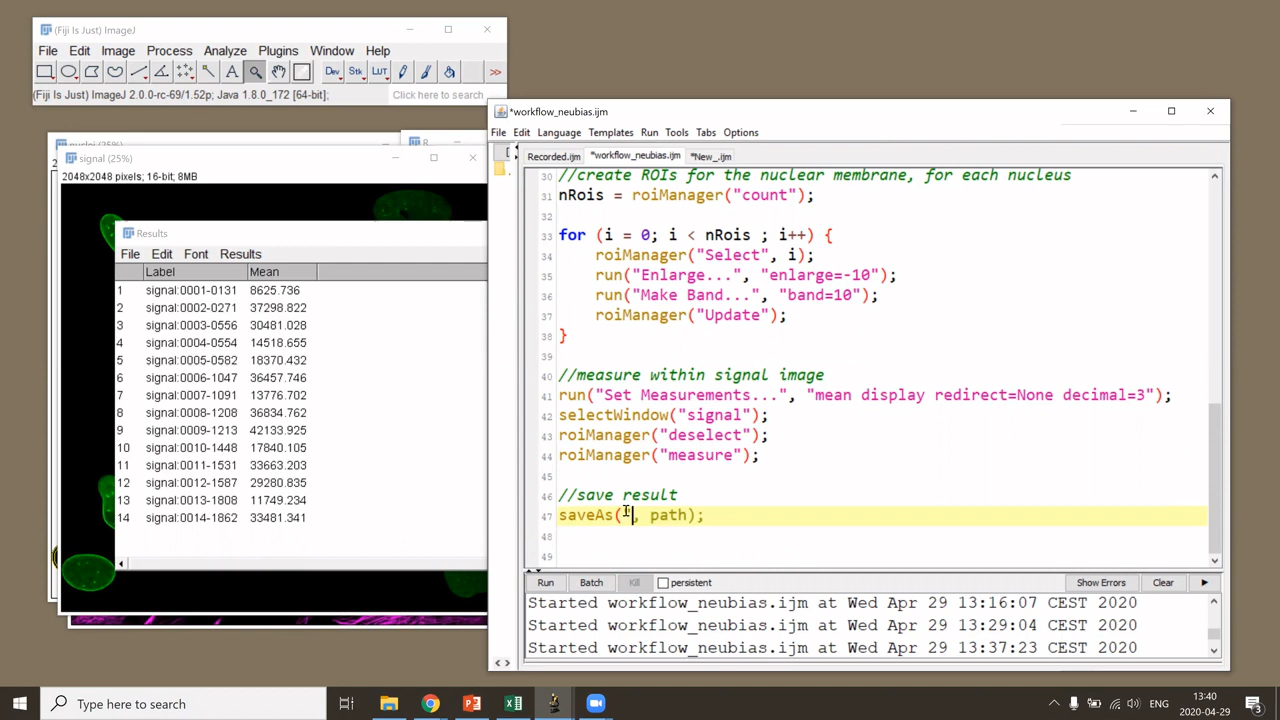 (Fiji Is Just) ImageJ
File Edit Image Process Analyze Plugins Window Help
Dev Stk LUT >>
(Fiji Is Just) ImageJ 2.0.0-rc-69/1.52p; Java 1.8.0_172 [64-bit]; Click here to search
signal (25%)
2048x2048 pixels; 16-bit; 8MB
Results
File Edit Font Results
Label Mean
1 signal:0001-0131 8625.736
2 signal:0002-0271 37298.822
3 signal:0003-0556 30481.028
4 signal:0004-0554 14518.655
5 signal:0005-0582 18370.432
6 signal:0006-1047 36457.746
7 signal:0007-1091 13776.702
8 signal:0008-1208 36834.762
9 signal:0009-1213 42133.925
10 signal:0010-1448 17840.105
11 signal:0011-1531 33663.203
12 signal:0012-1587 29280.835
13 signal:0013-1808 11749.234
14 signal:0014-1862 33481.341
*workflow_neubias.ijm
File Edit Language Templates Run Tools Tabs Options
Recorded.ijm *workflow_neubias.ijm *New_.ijm
30 //create ROIs for the nuclear membrane, for each nucleus
31 nRois = roiManager("count");
32
33 for (i = 0; i < nRois ; i++) {
34 roiManager("Select", i);
35 run("Enlarge...", "enlarge=-10");
36 run("Make Band...", "band=10");
37 roiManager("Update");
38 }
39
40 //measure within signal image
41 run("Set Measurements...", "mean display redirect=None decimal=3");
42 selectWindow("signal");
43 roiManager("deselect");
44 roiManager("measure");
45
46 //save result
47 saveAs(", path);
48
49
Run Batch Kill persistent Show Errors Clear
Started workflow_neubias.ijm at Wed Apr 29 13:16:07 CEST 2020
Started workflow_neubias.ijm at Wed Apr 29 13:29:04 CEST 2020
Started workflow_neubias.ijm at Wed Apr 29 13:37:23 CEST 2020
Type here to search
ENG
13:40
2020-04-29
3